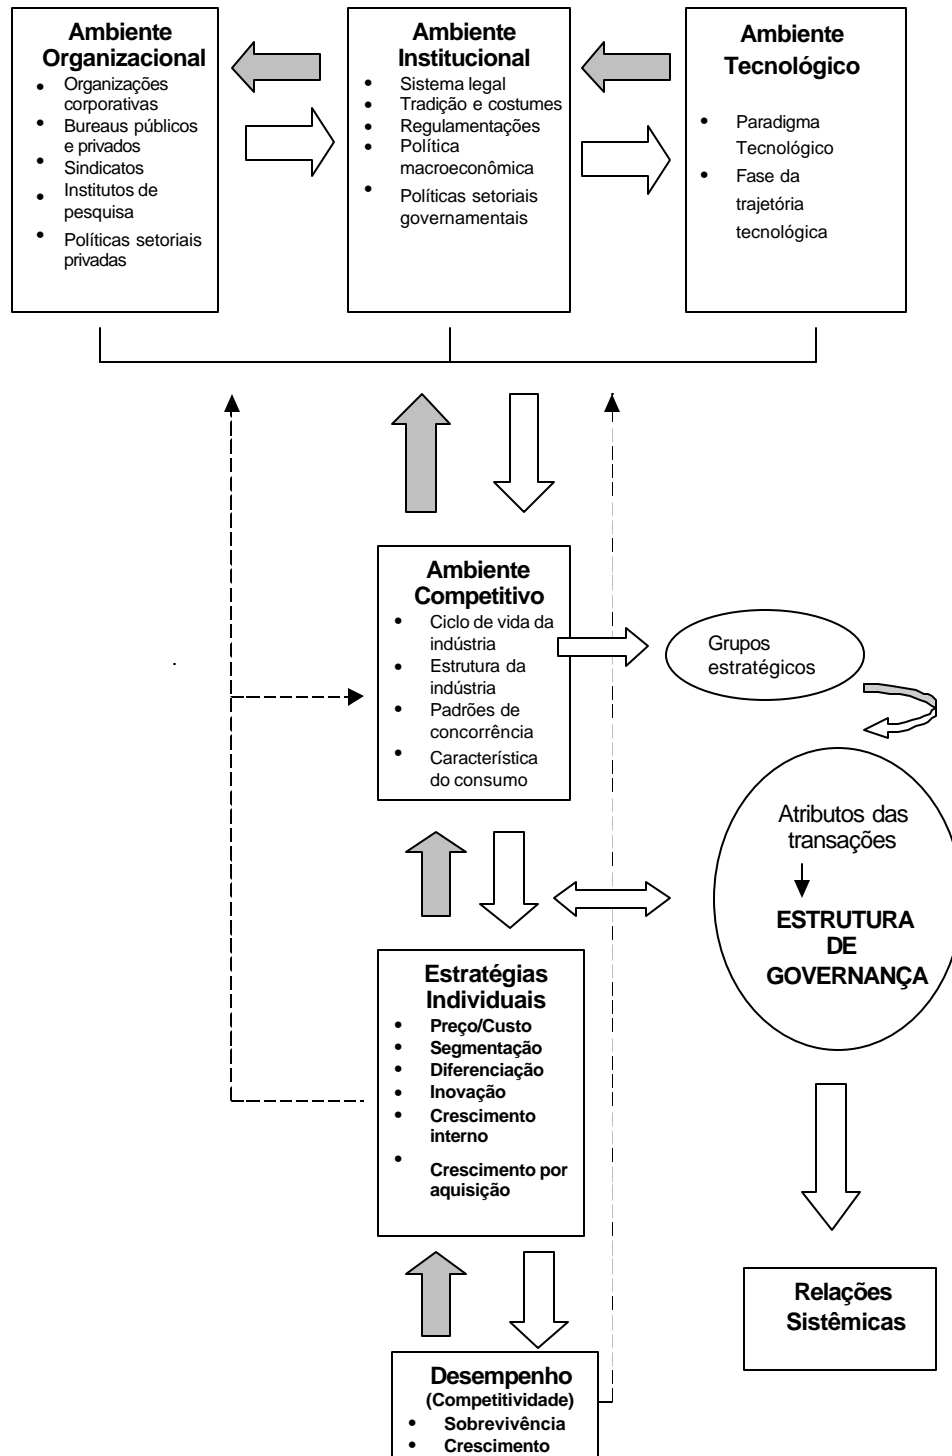 Ambiente
Organizacional
• Organizações
corporativas
• Bureaus públicos
e privados
• Sindicatos
• Institutos de
pesquisa
• Políticas setoriais
privadas
Ambiente
Institucional
• Sistema legal
• Tradição e costumes
• Regulamentações
• Política
macroeconômica
• Políticas setoriais
governamentais
Ambiente
Tecnológico
• Paradigma
Tecnológico
• Fase da
trajetória
tecnológica
Ambiente
Competitivo
• Ciclo de vida da
indústria
• Estrutura da
indústria
• Padrões de
concorrência
• Característica
do consumo
Grupos
estratégicos
Atributos das
transações
ESTRUTURA
DE
GOVERNANÇA
Estratégias
Individuais
• Preço/Custo
• Segmentação
• Diferenciação
• Inovação
• Crescimento
interno
• Crescimento por
aquisição
Relações
Sistêmicas
Desempenho
(Competitividade)
• Sobrevivência
• Crescimento